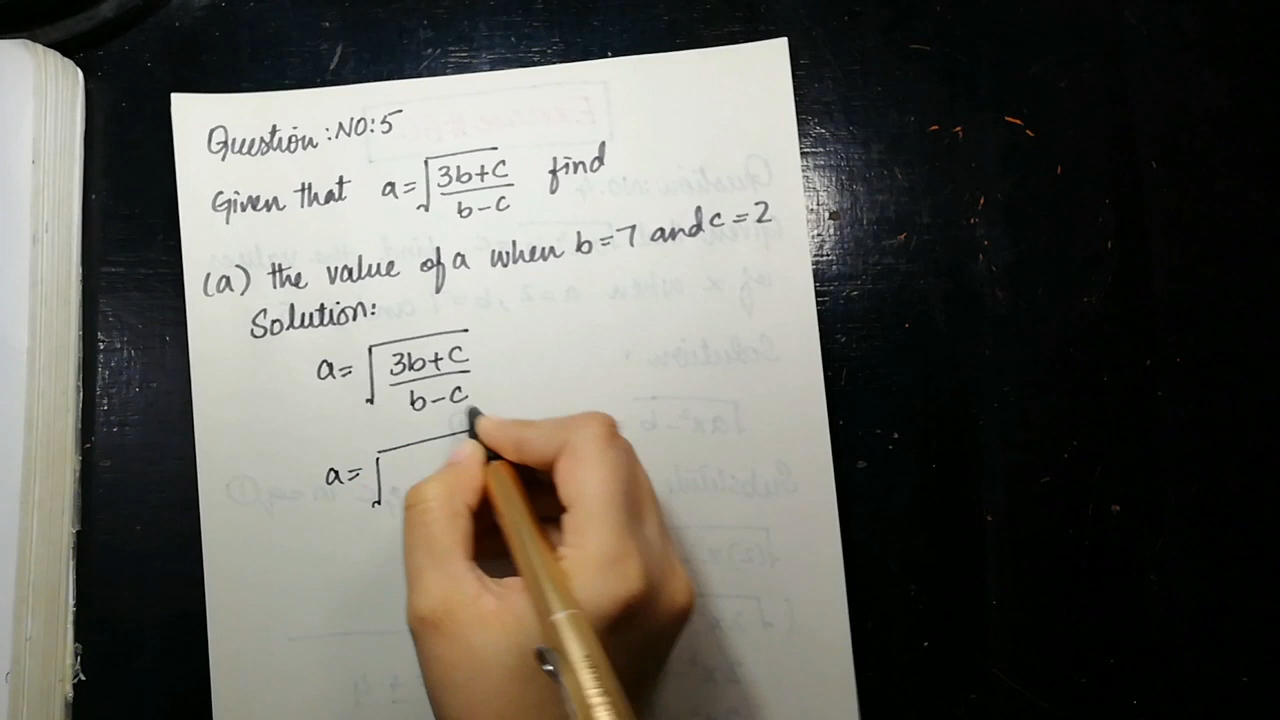 Question:NO:5
Given that a=√(3b+c)/(b-c) find
(a) the value of a when b=7 and c=2
Solution:
a=√(3b+c)/(b-c)
a=√